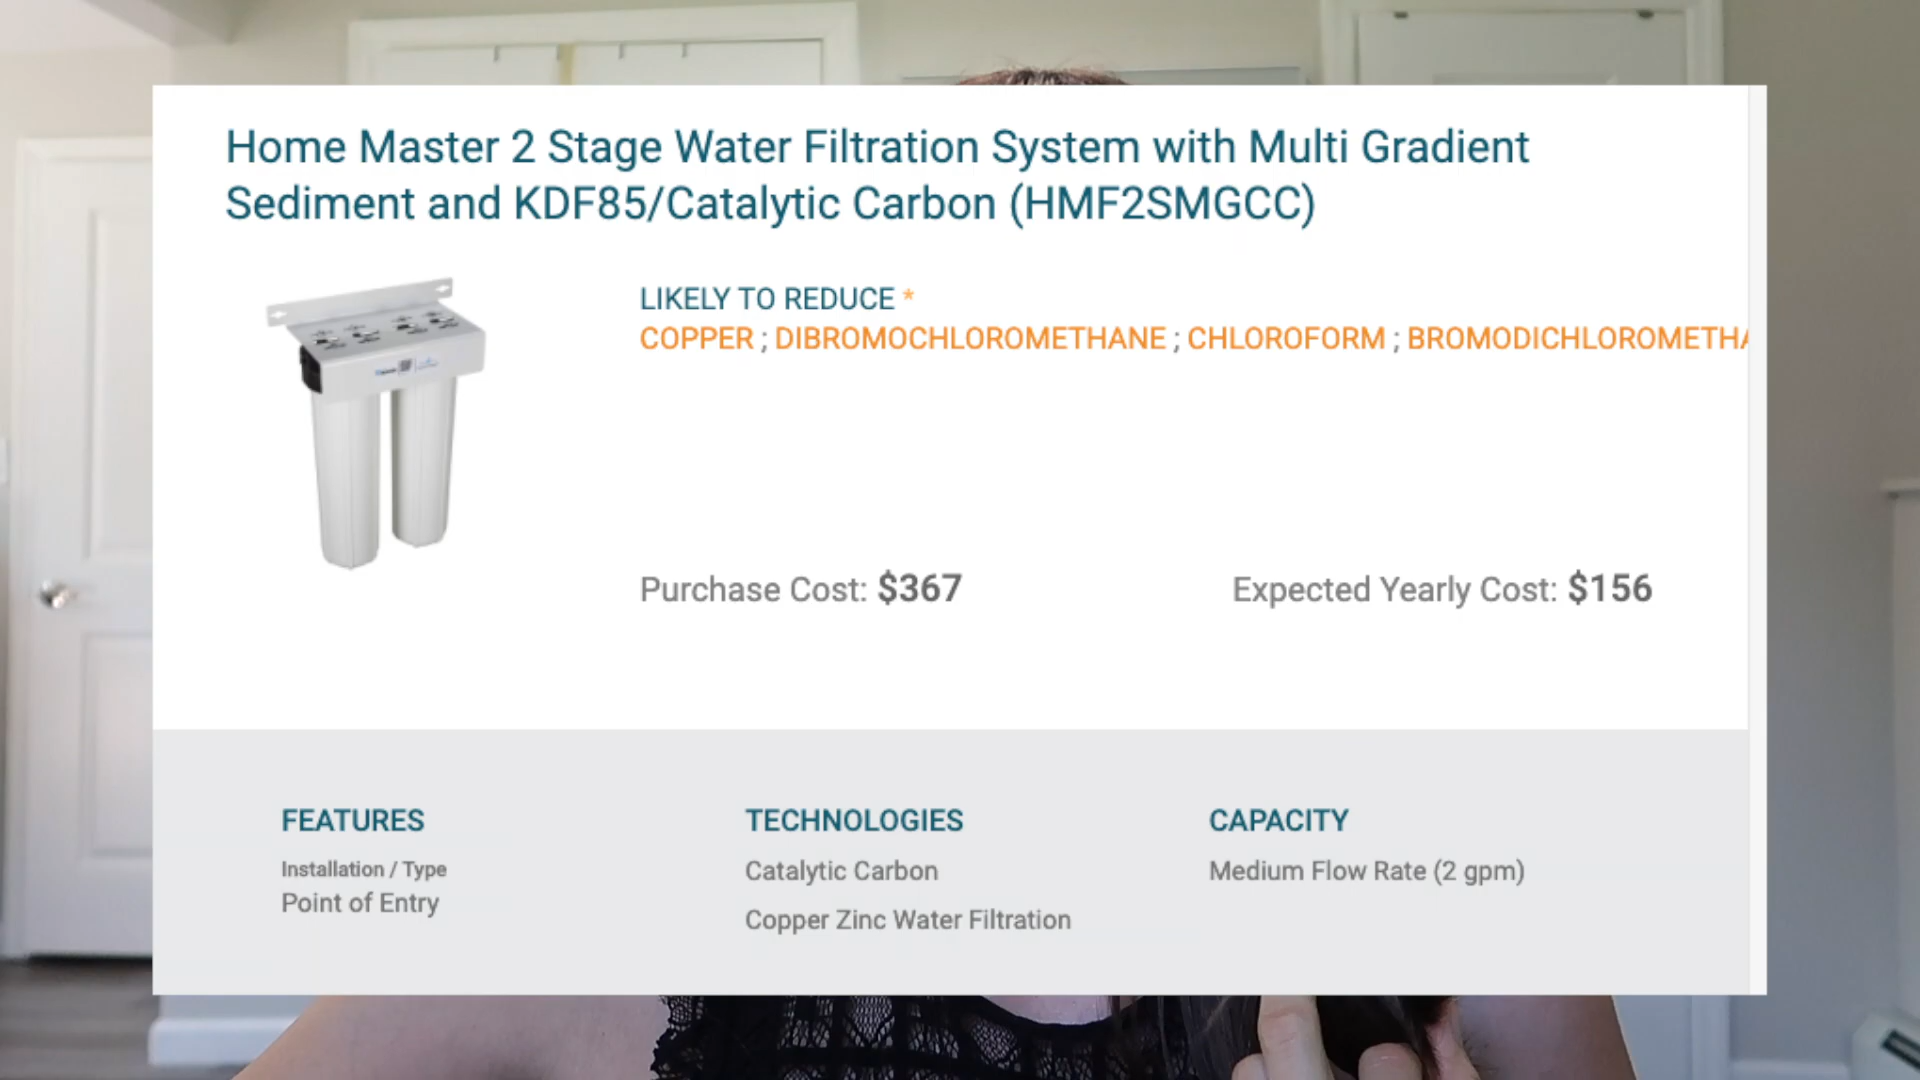 Home Master 2 Stage Water Filtration System with Multi Gradient
Sediment and KDF85/Catalytic Carbon (HMF2SMGCC)
LIKELY TO REDUCE *
COPPER ; DIBROMOCHLOROMETHANE ; CHLOROFORM ; BROMODICHLOROMETHA
Purchase Cost: $367
Expected Yearly Cost: $156
FEATURES
Installation / Type
Point of Entry
TECHNOLOGIES
Catalytic Carbon
Copper Zinc Water Filtration
CAPACITY
Medium Flow Rate (2 gpm)